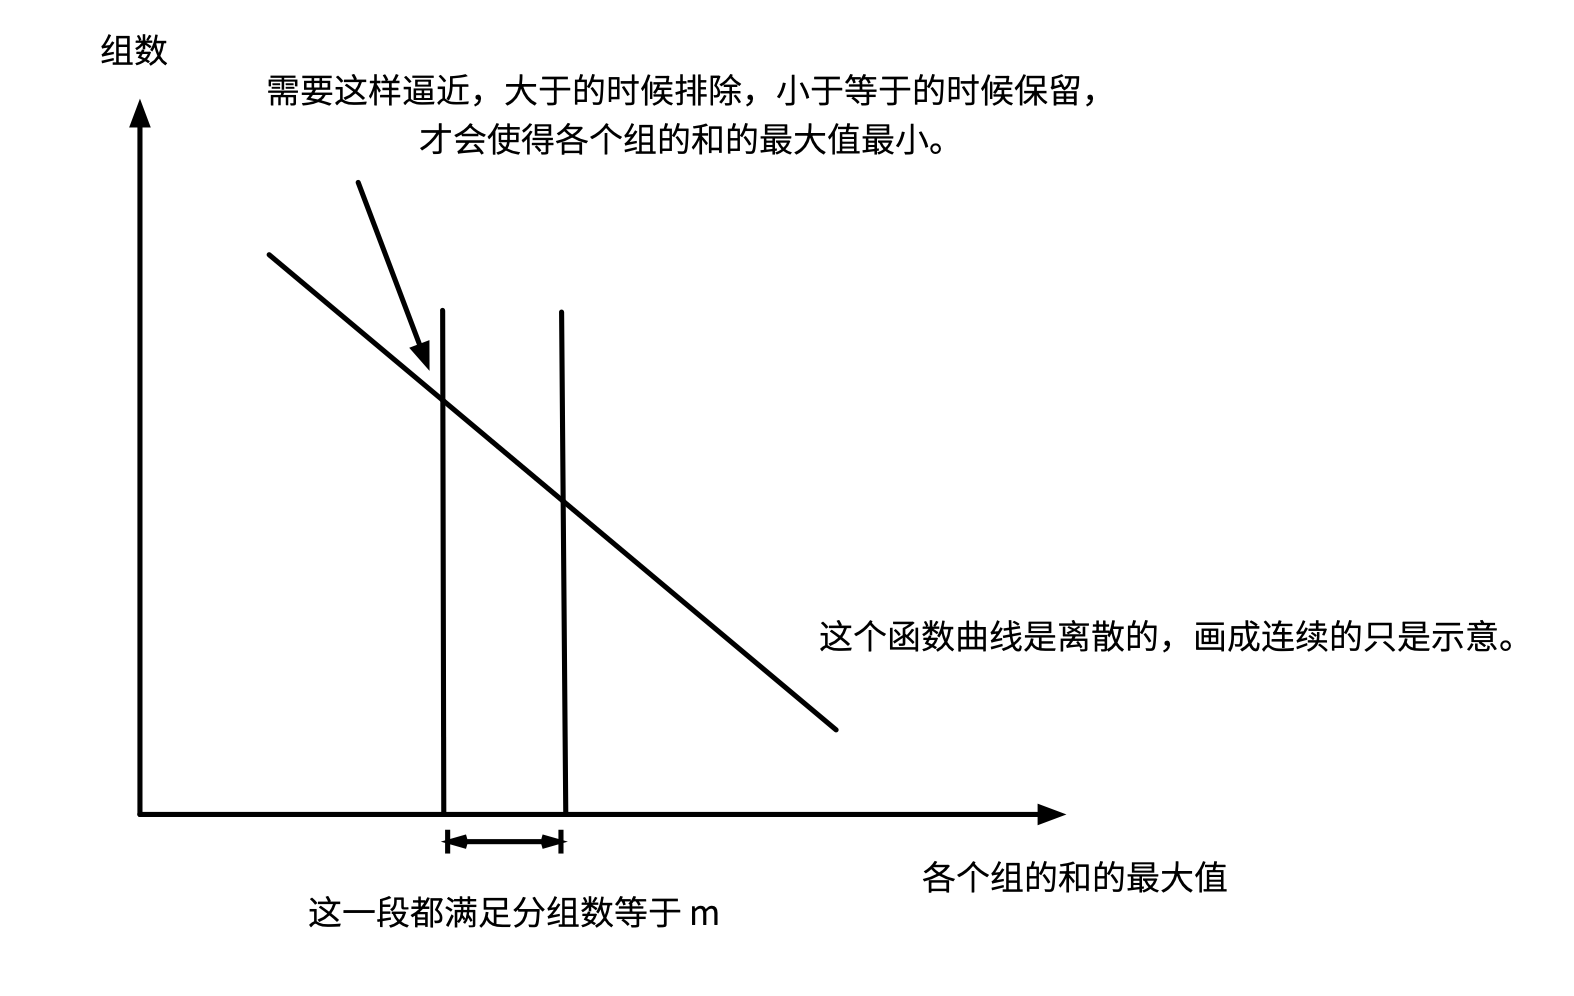 组数
需要这样逼近，大于的时候排除，小于等于的时候保留，
才会使得各个组的和的最大值最小。
这个函数曲线是离散的，画成连续的只是示意。
各个组的和的最大值
这一段都满足分组数等于 m